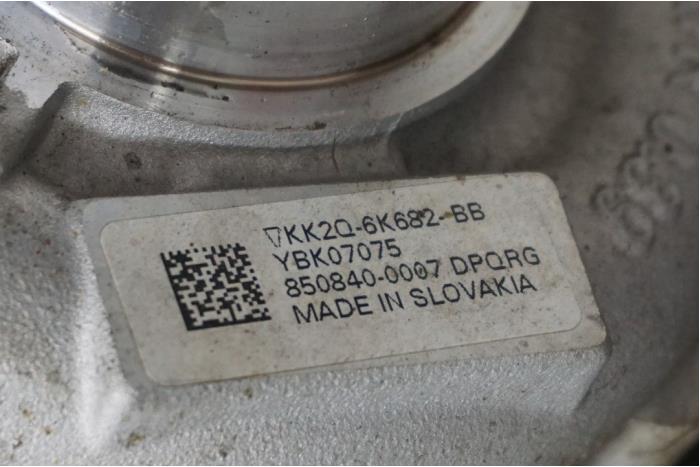 ▽KK2Q-6K682-BB
YBK07075
850840-0007 DPQRG
MADE IN SLOVAKIA